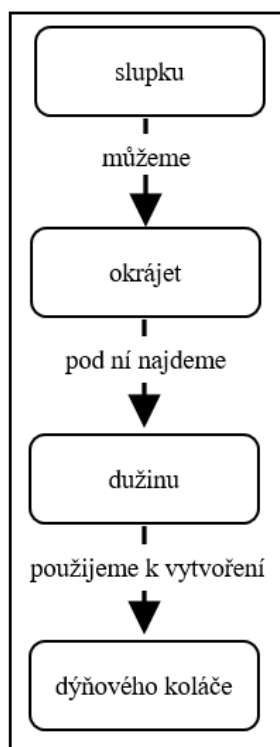 slupku
můžeme
okrájet
pod ní najdeme
dužinu
použijeme k vytvoření
dýňového koláče